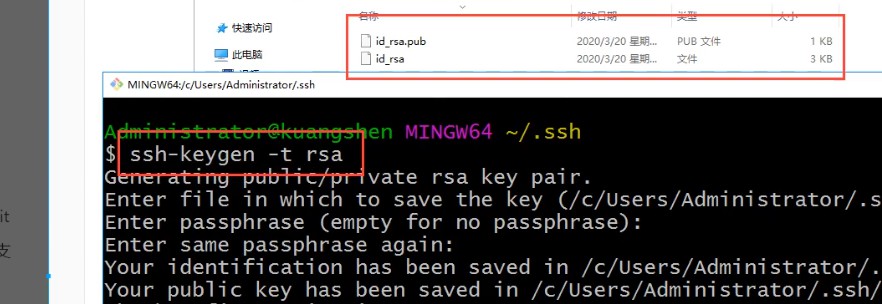 名称 修改日期 类型 大小
快速访问
id_rsa.pub 2020/3/20 星期... PUB 文件 1 KB
此电脑
id_rsa 2020/3/20 星期... 文件 3 KB
MINGW64:/c/Users/Administrator/.ssh
Administrator@kuangshen MINGW64 ~/.ssh
$ ssh-keygen -t rsa
Generating public/private rsa key pair.
Enter file in which to save the key (/c/Users/Administrator/.s
Enter passphrase (empty for no passphrase):
it
Enter same passphrase again:
支
Your identification has been saved in /c/Users/Administrator/.
Your public key has been saved in /c/Users/Administrator/.ssh/